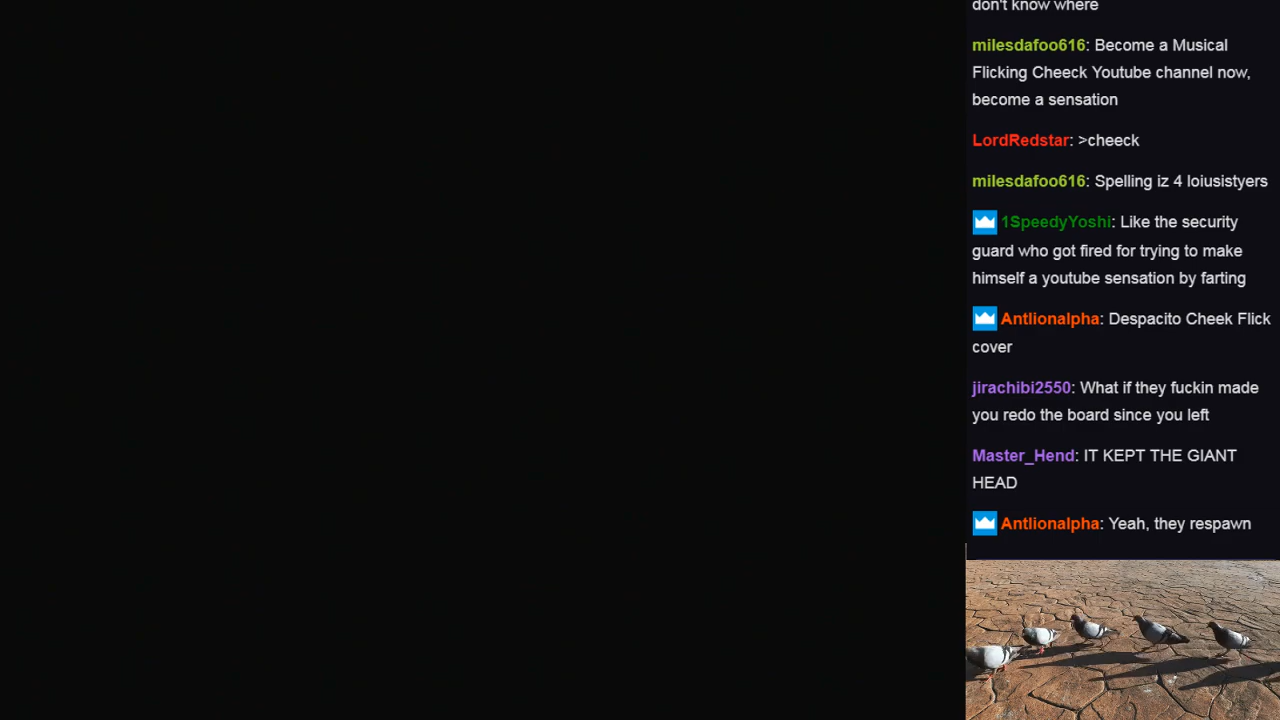 don't know where
milesdafoo616: Become a Musical
Flicking Cheeck Youtube channel now,
become a sensation
LordRedstar: >cheeck
milesdafoo616: Spelling iz 4 loiusistyers
1SpeedyYoshi: Like the security
guard who got fired for trying to make
himself a youtube sensation by farting
Antlionalpha: Despacito Cheek Flick
cover
jirachibi2550: What if they fuckin made
you redo the board since you left
Master_Hend: IT KEPT THE GIANT
HEAD
Antlionalpha: Yeah, they respawn